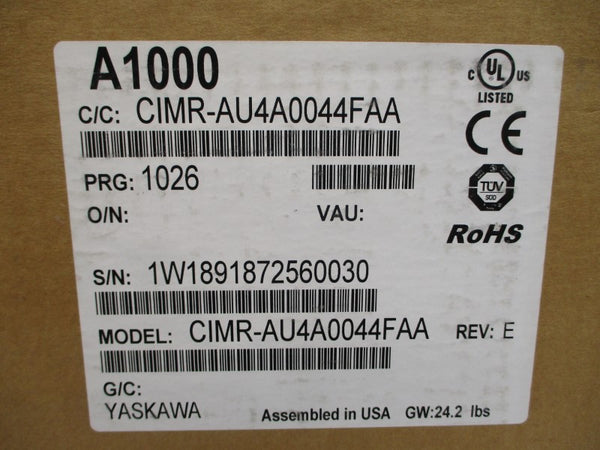 A1000
C UL US
LISTED
C/C: CIMR-AU4A0044FAA
CE
PRG: 1026
TUV
O/N: VAU:
RoHS
S/N: 1W1891872560030
MODEL: CIMR-AU4A0044FAA REV: E
G/C:
YASKAWA Assembled in USA GW:24.2 lbs